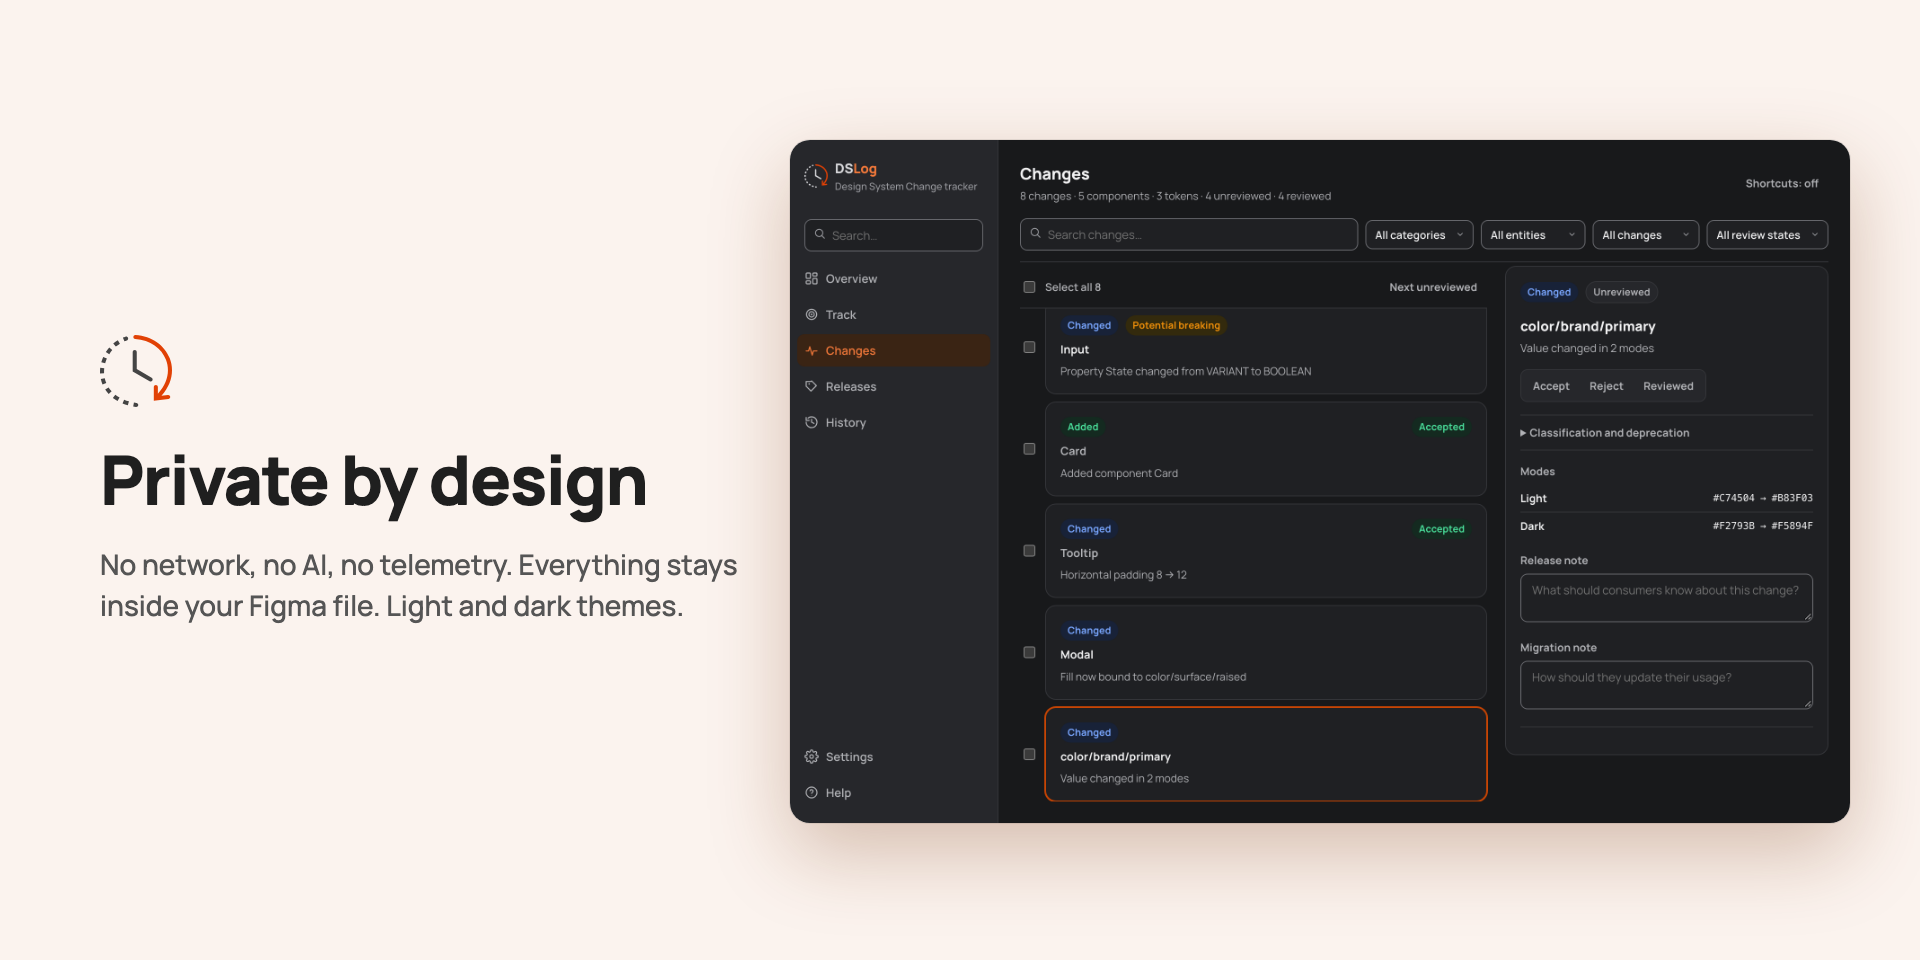 Private by design
No network, no AI, no telemetry. Everything stays
inside your Figma file. Light and dark themes.
DSLog
Design System Change tracker
Search...
Overview
Track
Changes
Releases
History
Settings
Help
Changes
8 changes · 5 components · 3 tokens · 4 unreviewed · 4 reviewed
Shortcuts: off
Search changes...
All categories
All entities
All changes
All review states
Select all 8
Next unreviewed
Changed
Potential breaking
Input
Property State changed from VARIANT to BOOLEAN
Added
Accepted
Card
Added component Card
Changed
Accepted
Tooltip
Horizontal padding 8 → 12
Changed
Modal
Fill now bound to color/surface/raised
Changed
color/brand/primary
Value changed in 2 modes
Changed
Unreviewed
color/brand/primary
Value changed in 2 modes
Accept
Reject
Reviewed
Classification and deprecation
Modes
Light
#C74504 → #B83F03
Dark
#F2793B → #F5894F
Release note
What should consumers know about this change?
Migration note
How should they update their usage?